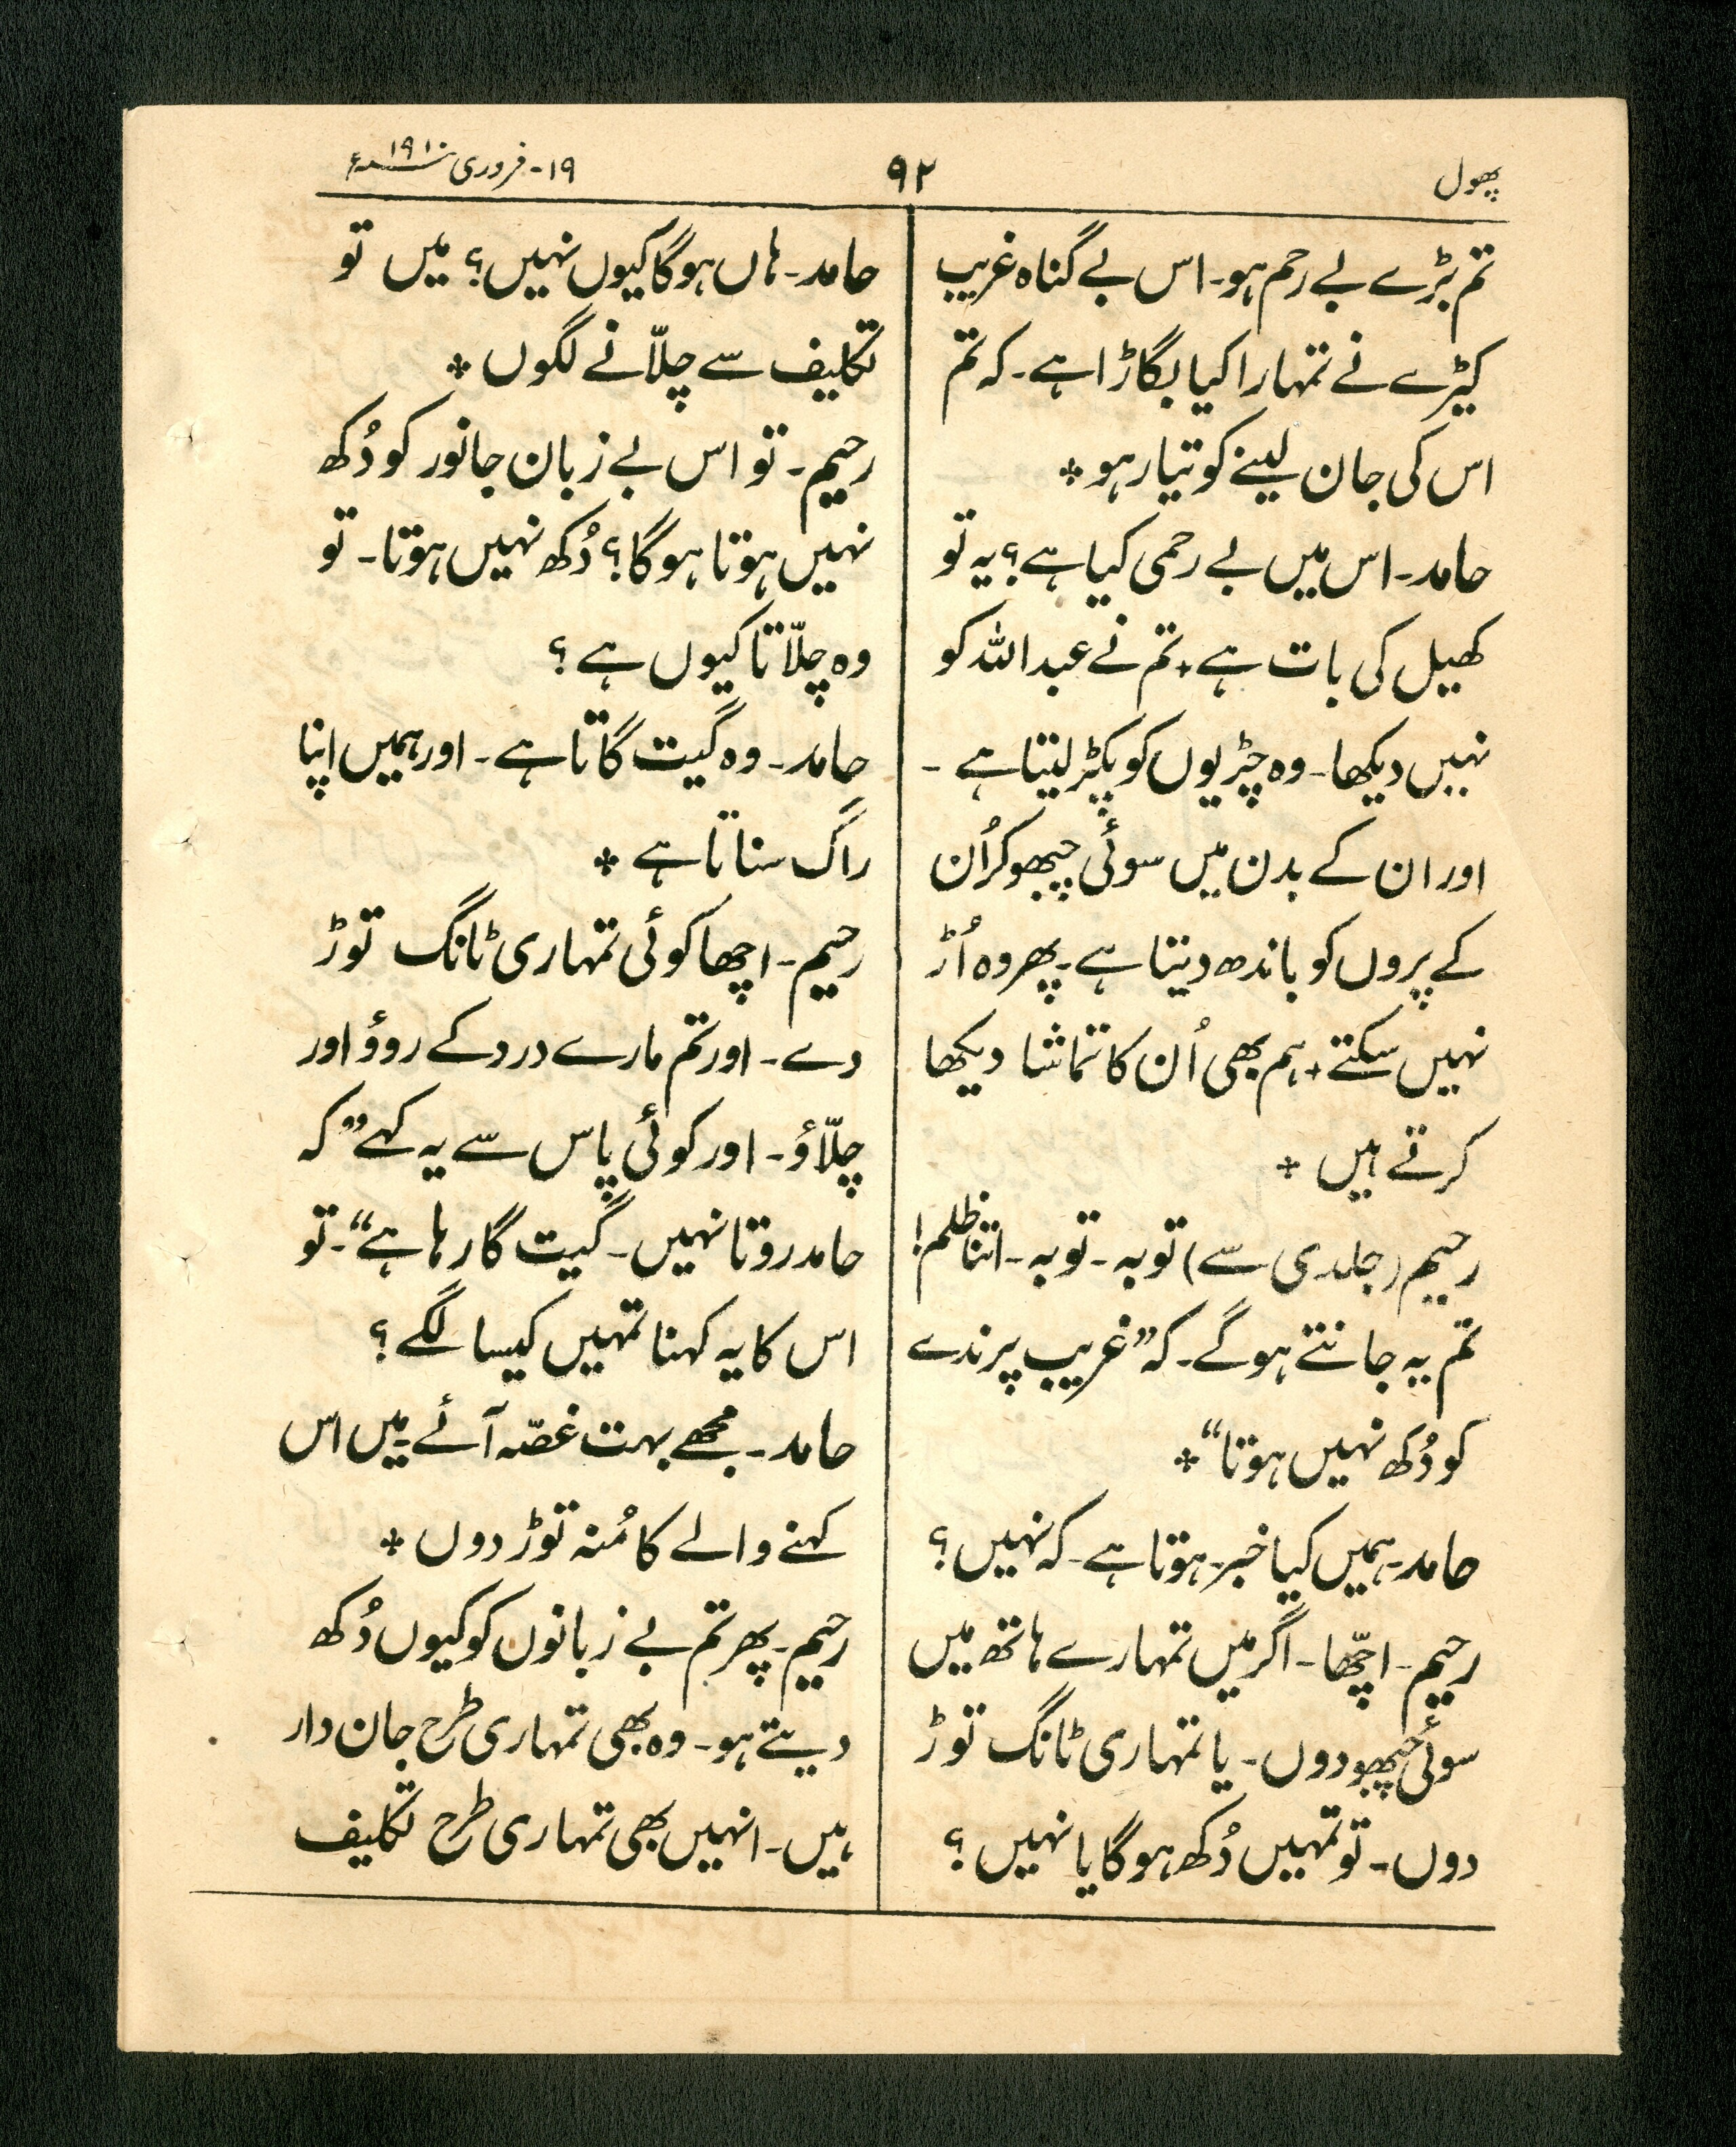 پھول
۹۲
۱۹۔ فروری ۱۹۱۰ء
تم بڑے بے رحم ہو۔ اس بے گناہ غریب
کیڑے نے تمہارا کیا بگاڑا ہے۔ کہ تم
اس کی جان لینے کو تیار ہو ٭
حامد۔ اس میں بے رحمی کیا ہے؟ یہ تو
کھیل کی بات ہے ٭ تم نے عبداللہ کو
نہیں دیکھا۔ وہ چڑیوں کو پکڑ لیتا ہے ۔
اور ان کے بدن میں سوئی چبھو کر اُن
کے پروں کو باندھ دیتا ہے۔ پھر وہ اُڑ
نہیں سکتے ٭ ہم بھی اُن کا تماشا دیکھا
کرتے ہیں ٭
رحیم (جلدی سے) توبہ۔ توبہ۔ اتنا ظلم!
تم یہ جانتے ہوگے۔ کہ ”غریب پرندے
کو دُکھ نہیں ہوتا“ ٭
حامد۔ ہمیں کیا خبر۔ ہوتا ہے۔ کہ نہیں؟
رحیم۔ اچّھا۔ اگر میں تمہارے ہاتھ میں
سوئی چبھو دوں۔ یا تمہاری ٹانگ توڑ
دوں۔ تو تمہیں دُکھ ہوگا یا نہیں؟
حامد۔ ہاں ہوگا کیوں نہیں؟ میں تو
تکلیف سے چلّانے لگوں ٭
رحیم۔ تو اس بے زبان جانور کو دُکھ
نہیں ہوتا ہوگا؟ دُکھ نہیں ہوتا۔ تو
وہ چلّاتا کیوں ہے؟
حامد۔ وہ گیت گاتا ہے۔ اور ہمیں اپنا
راگ سناتا ہے ٭
رحیم۔ اچھا کوئی تمہاری ٹانگ توڑ
دے۔ اور تم مارے درد کے روؤ اور
چلّاؤ۔ اور کوئی پاس سے یہ کہے ”کہ
حامد روتا نہیں۔ گیت گا رہا ہے“۔ تو
اس کا یہ کہنا تمہیں کیسا لگے؟
حامد۔ مجھے بہت غصّہ آئے۔ میں اس
کہنے والے کا مُنہ توڑ دوں ٭
رحیم۔ پھر تم بے زبانوں کو کیوں دُکھ
دیتے ہو۔ وہ بھی تمہاری طرح جان دار
ہیں۔ انہیں بھی تمہاری طرح تکلیف